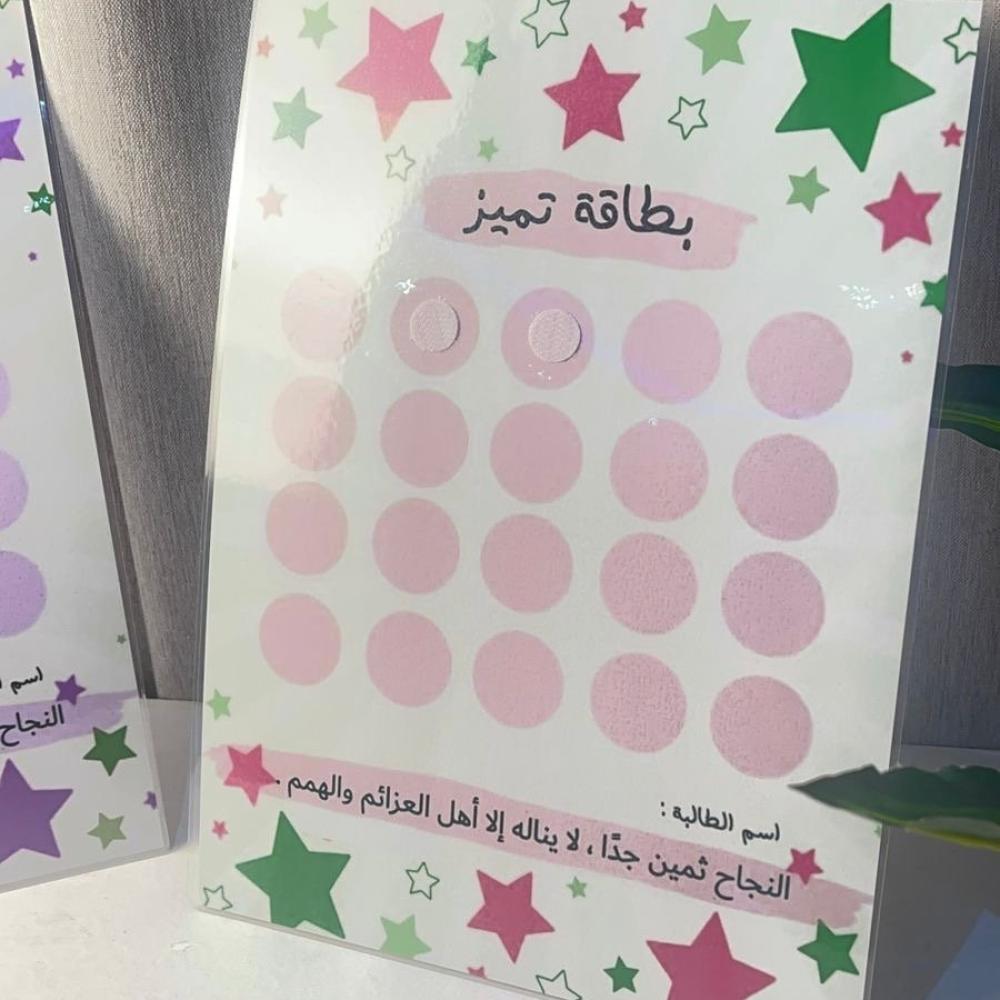 بطاقة تميز
اسم الطالبة :
النجاح ثمين جدًا ، لا يناله إلا أهل العزائم والهمم .
اسم
النجاح